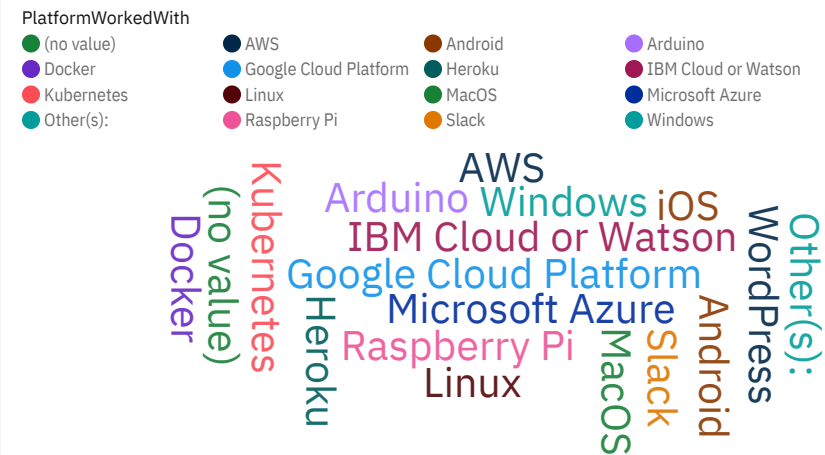 PlatformWorkedWith
(no value) AWS Android Arduino
Docker Google Cloud Platform Heroku IBM Cloud or Watson
Kubernetes Linux MacOS Microsoft Azure
Other(s): Raspberry Pi Slack Windows
AWS
Arduino Windows iOS
IBM Cloud or Watson
Google Cloud Platform
Microsoft Azure
Raspberry Pi
Linux
Docker
(no value)
Kubernetes
Heroku
MacOS
Slack
Android
WordPress
Other(s):